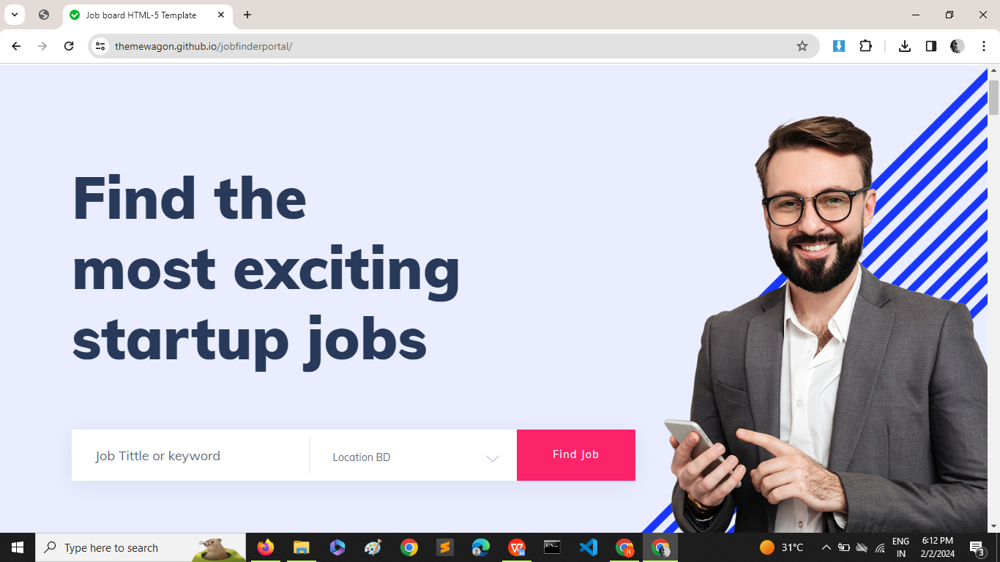 Job board HTML-5 Template
themewagon.github.io/jobfinderportal/
Find the
most exciting
startup jobs
Job Tittle or keyword
Location BD
Find Job
Type here to search
31°C
ENG
IN
6:12 PM
2/2/2024
3